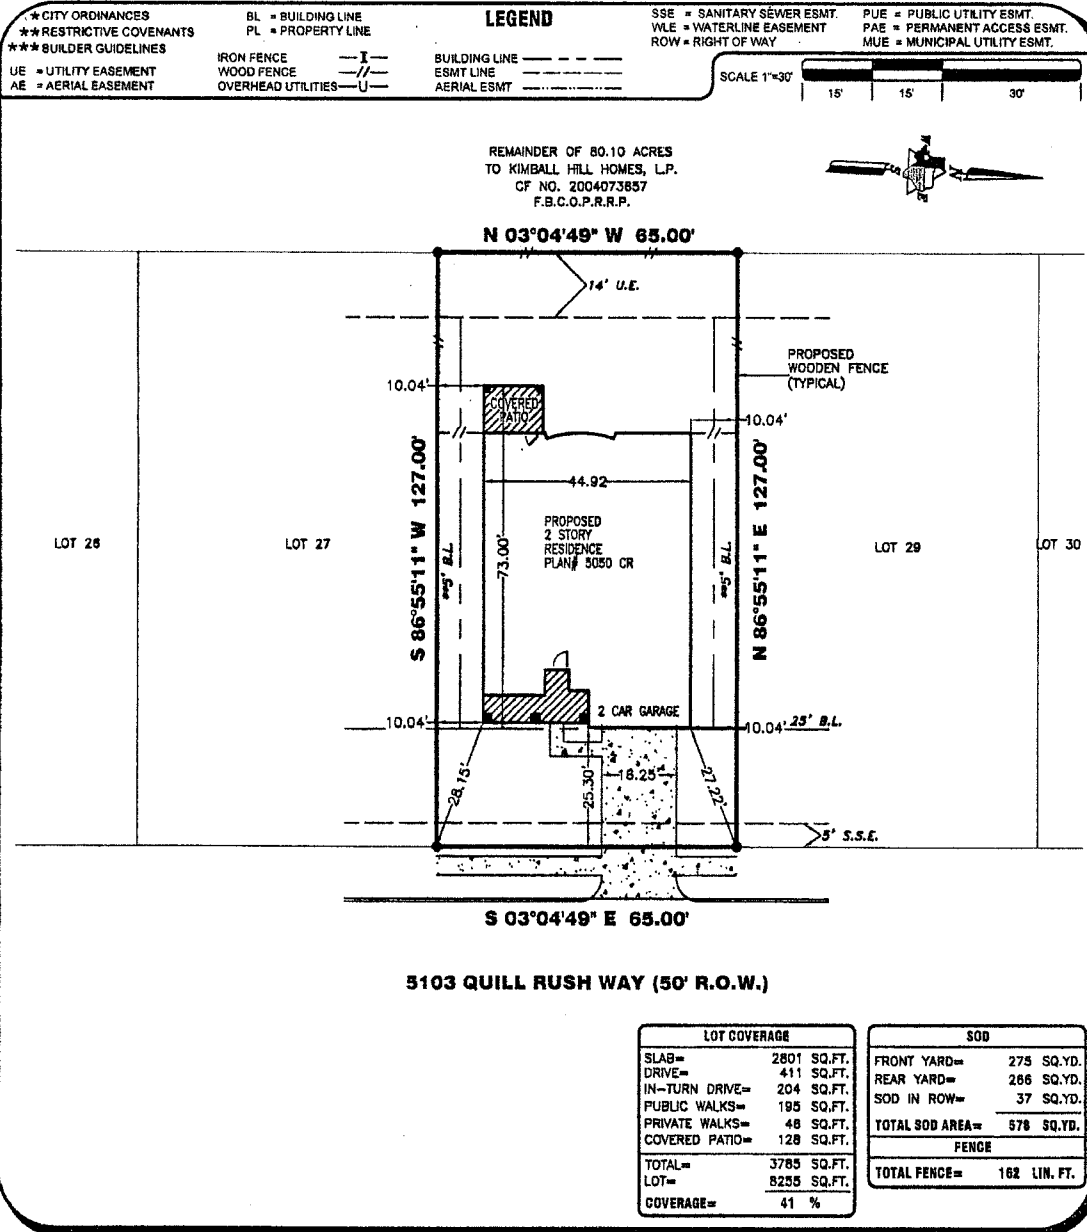 LEGEND
*CITY ORDINANCES
**RESTRICTIVE COVENANTS
***BUILDER GUIDELINES
UE = UTILITY EASEMENT
AE = AERIAL EASEMENT
BL = BUILDING LINE
PL = PROPERTY LINE
IRON FENCE —I—
WOOD FENCE —//—
OVERHEAD UTILITIES —U—
BUILDING LINE
ESMT LINE
AERIAL ESMT
SSE = SANITARY SEWER ESMT.
WLE = WATERLINE EASEMENT
ROW = RIGHT OF WAY
PUE = PUBLIC UTILITY ESMT.
PAE = PERMANENT ACCESS ESMT.
MUE = MUNICIPAL UTILITY ESMT.
SCALE 1"=30'
15' 15' 30'
REMAINDER OF 80.10 ACRES
TO KIMBALL HILL HOMES, L.P.
CF NO. 2004073657
F.B.C.O.P.R.R.P.
N 03°04'49" W 65.00'
14' U.E.
PROPOSED
WOODEN FENCE
(TYPICAL)
10.04'
COVERED
PATIO
10.04'
44.92
S 86°55'11" W 127.00'
N 86°55'11" E 127.00'
LOT 26
LOT 27
**5' B.L.
73.00'
PROPOSED
2 STORY
RESIDENCE
PLAN# 5050 CR
**5' B.L.
LOT 29
LOT 30
2 CAR GARAGE
10.04'
10.04'
25' B.L.
28.15'
25.30'
18.25'
27.22'
5' S.S.E.
S 03°04'49" E 65.00'
5103 QUILL RUSH WAY (50' R.O.W.)
LOT COVERAGE
SLAB= 2801 SQ.FT.
DRIVE= 411 SQ.FT.
IN-TURN DRIVE= 204 SQ.FT.
PUBLIC WALKS= 195 SQ.FT.
PRIVATE WALKS= 46 SQ.FT.
COVERED PATIO= 128 SQ.FT.
TOTAL= 3785 SQ.FT.
LOT= 8255 SQ.FT.
COVERAGE= 41 %
SOD
FRONT YARD= 275 SQ.YD.
REAR YARD= 266 SQ.YD.
SOD IN ROW= 37 SQ.YD.
TOTAL SOD AREA= 578 SQ.YD.
FENCE
TOTAL FENCE= 162 LIN. FT.